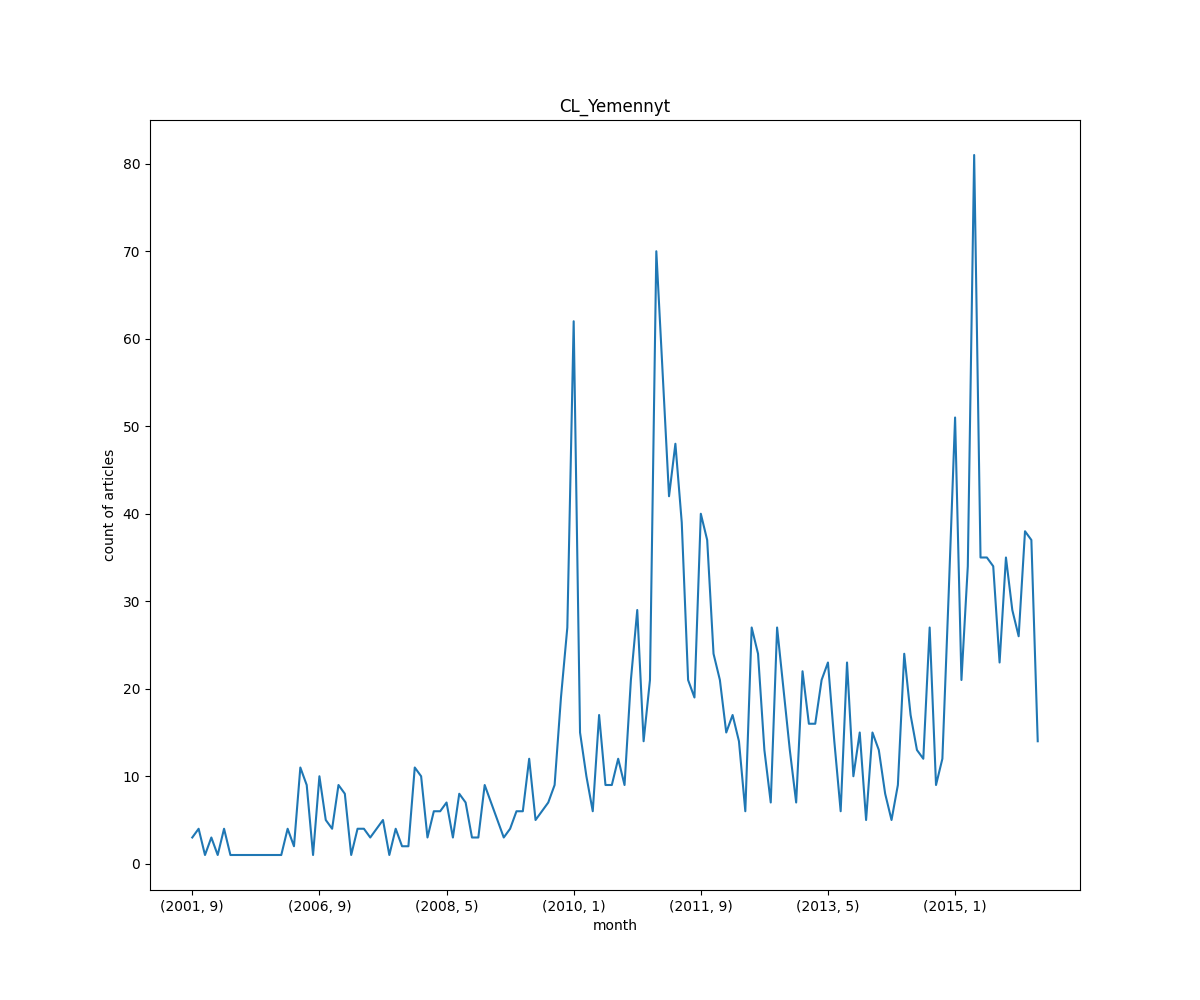 CL_Yemennyt
count of articles
80
70
60
50
40
30
20
10
0
(2001, 9) (2006, 9) (2008, 5) (2010, 1) (2011, 9) (2013, 5) (2015, 1)
month